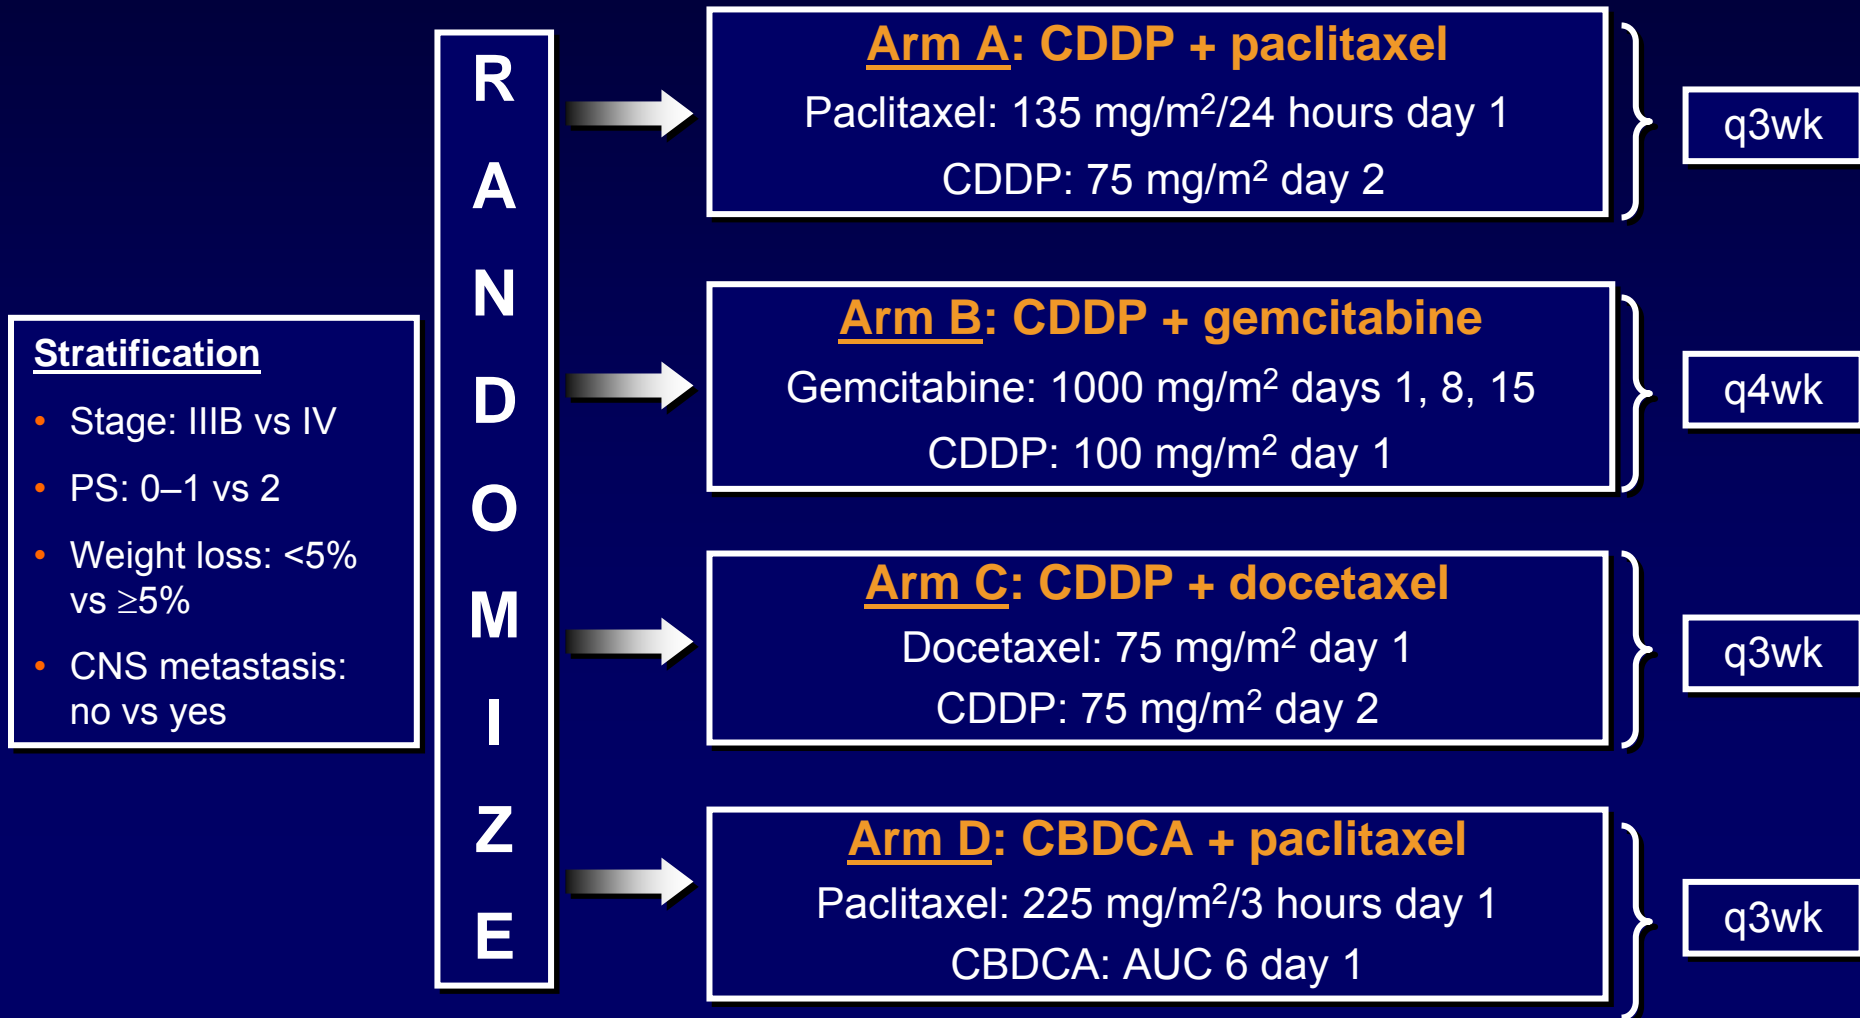 Stratification
• Stage: IIIB vs IV
• PS: 0–1 vs 2
• Weight loss: <5%
vs ≥5%
• CNS metastasis:
no vs yes
R
A
N
D
O
M
I
Z
E
Arm A: CDDP + paclitaxel
Paclitaxel: 135 mg/m²/24 hours day 1
CDDP: 75 mg/m² day 2
q3wk
Arm B: CDDP + gemcitabine
Gemcitabine: 1000 mg/m² days 1, 8, 15
CDDP: 100 mg/m² day 1
q4wk
Arm C: CDDP + docetaxel
Docetaxel: 75 mg/m² day 1
CDDP: 75 mg/m² day 2
q3wk
Arm D: CBDCA + paclitaxel
Paclitaxel: 225 mg/m²/3 hours day 1
CBDCA: AUC 6 day 1
q3wk